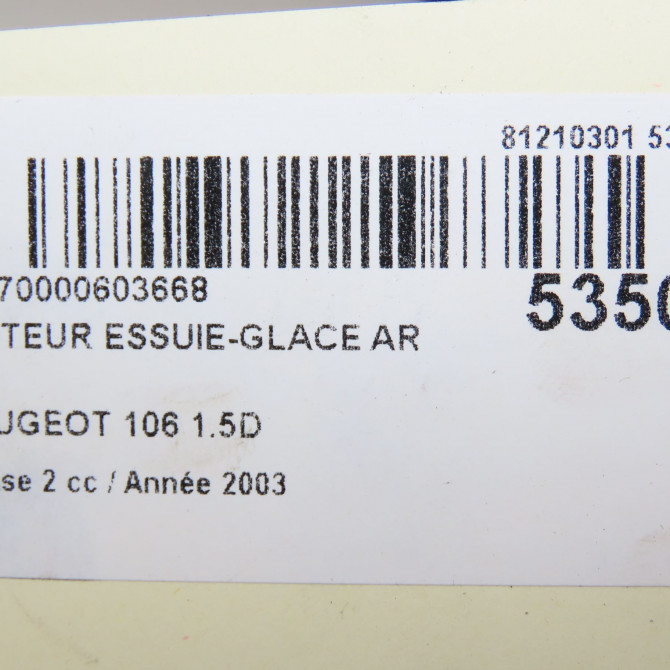 81210301 53
70000603668
5350
TEUR ESSUIE-GLACE AR
UGEOT 106 1.5D
se 2 cc / Année 2003